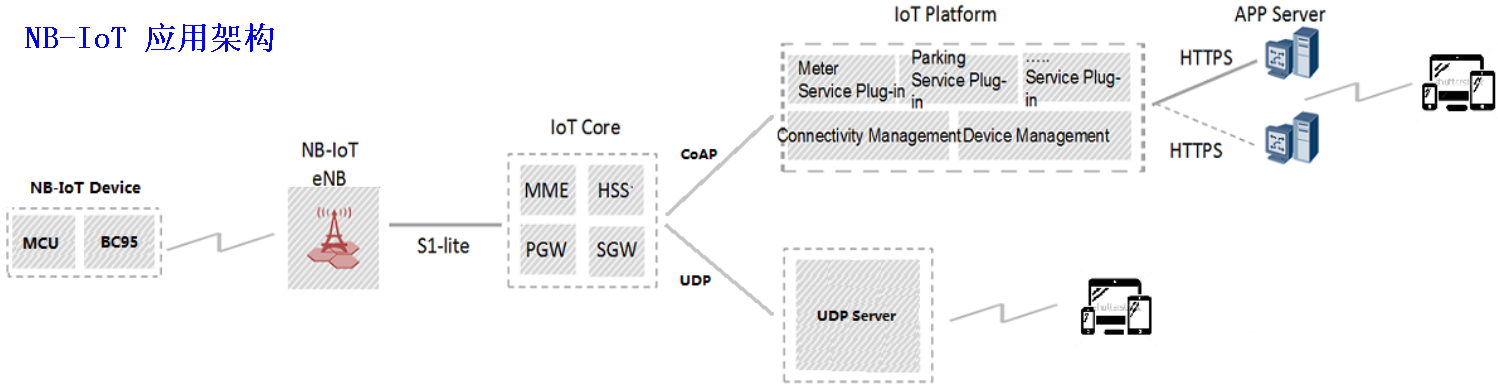 NB-IoT 应用架构
NB-IoT Device
MCU
BC95
NB-IoT
eNB
S1-lite
IoT Core
MME
HSS
PGW
SGW
CoAP
UDP
IoT Platform
Meter
Service Plug-in
Parking
Service Plug-
in
.....
Service Plug-
in
Connectivity Management
Device Management
UDP Server
APP Server
HTTPS
HTTPS